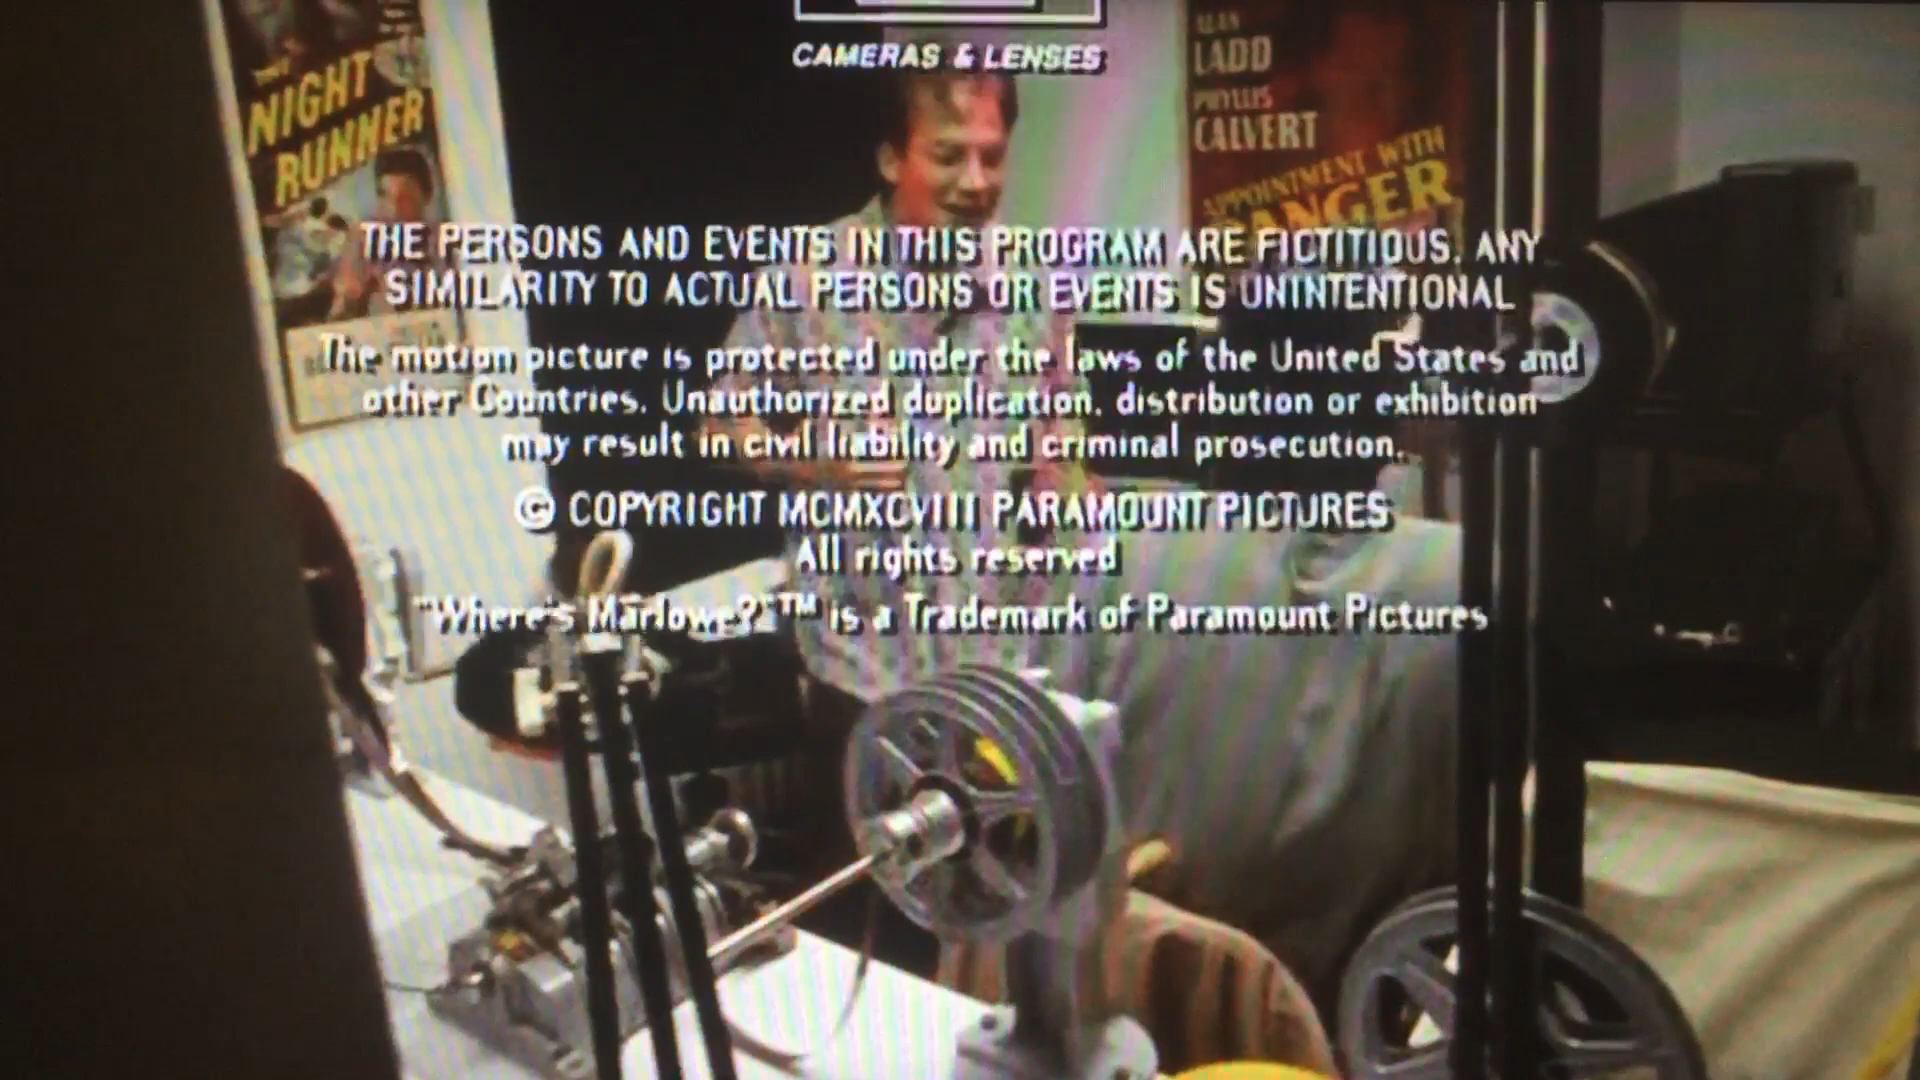 CAMERAS & LENSES
THE
NIGHT
RUNNER
ALAN
LADD
PHYLLIS
CALVERT
APPOINTMENT WITH
DANGER
THE PERSONS AND EVENTS IN THIS PROGRAM ARE FICTITIOUS. ANY
SIMILARITY TO ACTUAL PERSONS OR EVENTS IS UNINTENTIONAL
The motion picture is protected under the laws of the United States and
other Countries. Unauthorized duplication, distribution or exhibition
may result in civil liability and criminal prosecution.
© COPYRIGHT MCMXCVIII PARAMOUNT PICTURES
All rights reserved
"Where's Marlowe?"™ is a Trademark of Paramount Pictures